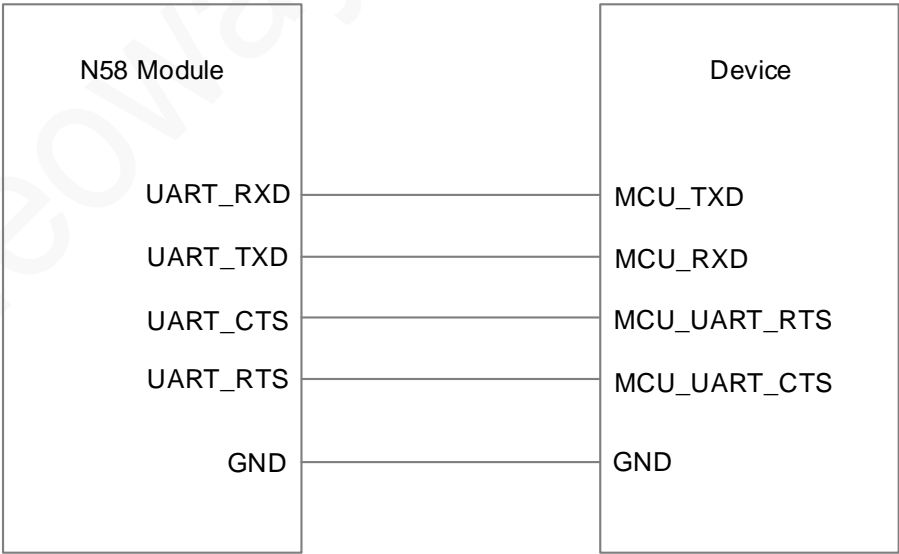 N58 Module
Device
UART_RXD
MCU_TXD
UART_TXD
MCU_RXD
UART_CTS
MCU_UART_RTS
UART_RTS
MCU_UART_CTS
GND
GND